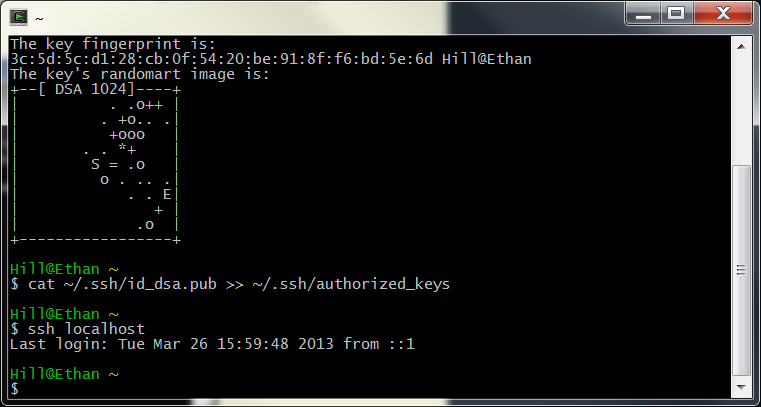 ~
The key fingerprint is:
3c:5d:5c:d1:28:cb:0f:54:20:be:91:8f:f6:bd:5e:6d Hill@Ethan
The key's randomart image is:
+--[ DSA 1024]----+
|          . .o++ |
|         . +o.. .|
|          +ooo   |
|       . . *+    |
|        S = .o   |
|         o . .. .|
|            . . E|
|               + |
|             .o  |
+-----------------+
Hill@Ethan ~
$ cat ~/.ssh/id_dsa.pub >> ~/.ssh/authorized_keys
Hill@Ethan ~
$ ssh localhost
Last login: Tue Mar 26 15:59:48 2013 from ::1
Hill@Ethan ~
$